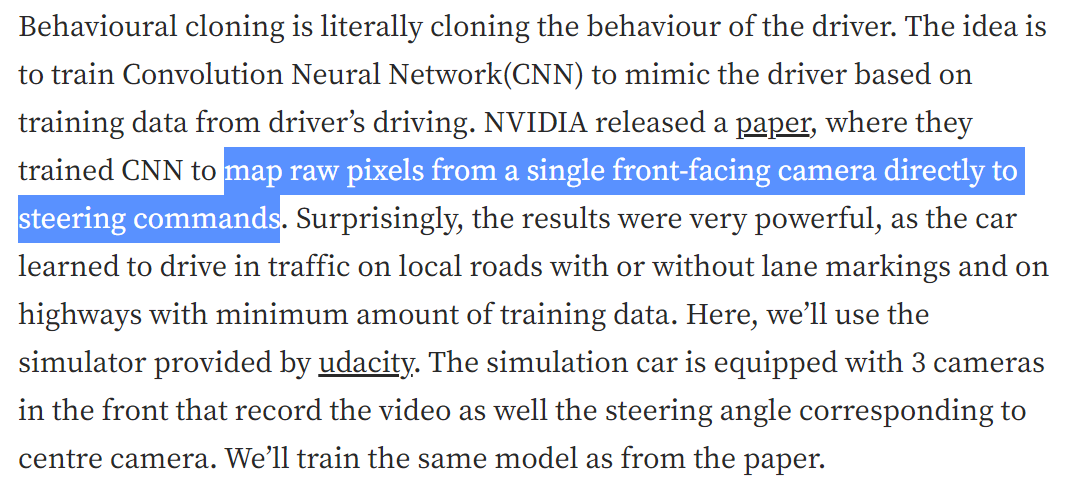 Behavioural cloning is literally cloning the behaviour of the driver. The idea is
to train Convolution Neural Network(CNN) to mimic the driver based on
training data from driver’s driving. NVIDIA released a paper, where they
trained CNN to map raw pixels from a single front-facing camera directly to
steering commands. Surprisingly, the results were very powerful, as the car
learned to drive in traffic on local roads with or without lane markings and on
highways with minimum amount of training data. Here, we’ll use the
simulator provided by udacity. The simulation car is equipped with 3 cameras
in the front that record the video as well the steering angle corresponding to
centre camera. We’ll train the same model as from the paper.